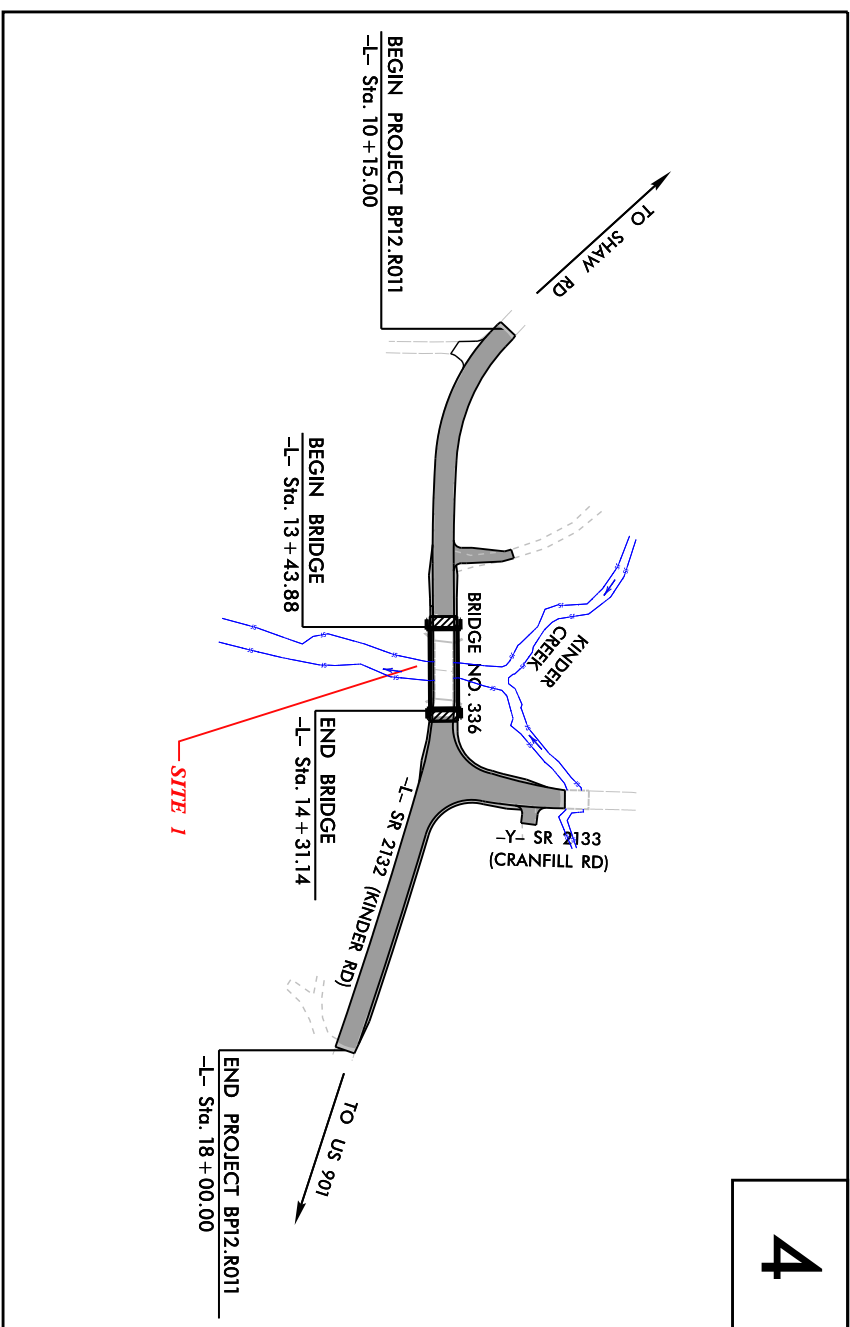 BEGIN PROJECT BP12.R011
-L- Sta. 10+15.00
TO SHAW RD
BEGIN BRIDGE
-L- Sta. 13+43.88
BRIDGE NO. 336
KINDER
CREEK
END BRIDGE
-L- Sta. 14+31.14
SITE 1
-Y- SR 2133
(CRANFILL RD)
-L- SR 2132 (KINDER RD)
END PROJECT BP12.R011
-L- Sta. 18+00.00
TO US 901
4